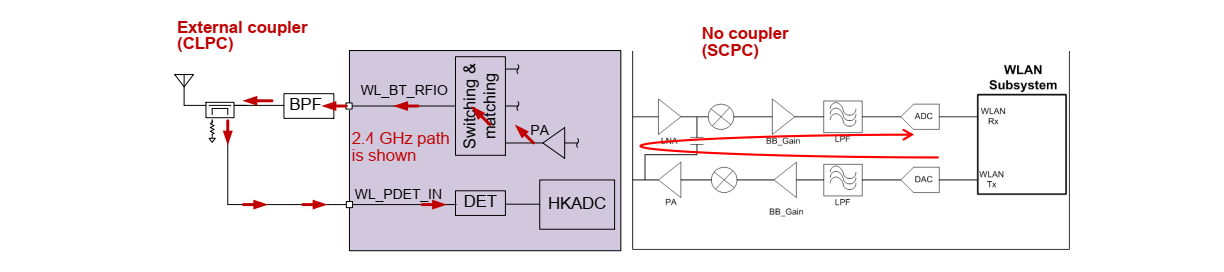 External coupler
(CLPC)
No coupler
(SCPC)
WLAN
Subsystem
WL_BT_RFIO
Switching &
matching
BPF
PA
2.4 GHz path
is shown
WL_PDET_IN
DET
HKADC
LNA
BB_Gain
LPF
ADC
WLAN
Rx
PA
BB_Gain
LPF
DAC
WLAN
Tx